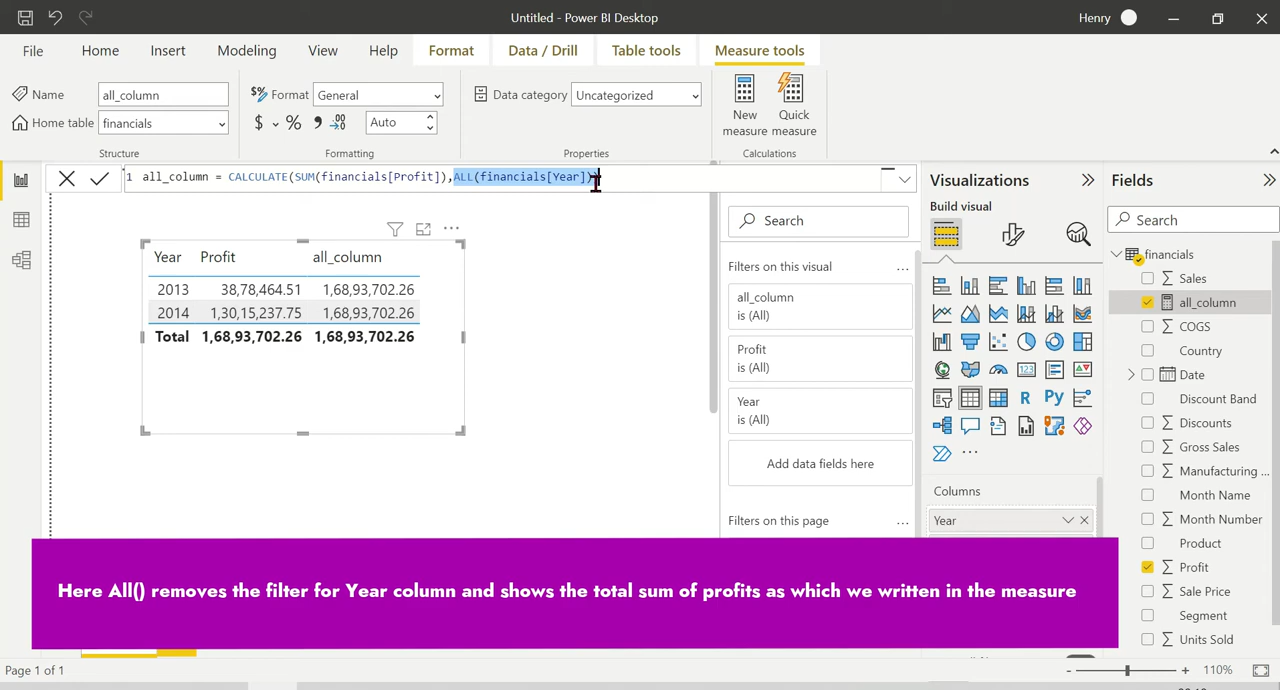 Untitled - Power BI Desktop
Henry
File Home Insert Modeling View Help Format Data / Drill Table tools Measure tools
Name all_column
Home table financials
Structure
$% Format General
$ % Auto
Formatting
Data category Uncategorized
Properties
New measure
Quick measure
Calculations
1 all_column = CALCULATE(SUM(financials[Profit]),ALL(financials[Year]))
Year Profit all_column
2013 38,78,464.51 1,68,93,702.26
2014 1,30,15,237.75 1,68,93,702.26
Total 1,68,93,702.26 1,68,93,702.26
Search
Filters on this visual ...
all_column
is (All)
Profit
is (All)
Year
is (All)
Add data fields here
Filters on this page ...
Visualizations
Build visual
123
R Py
...
Columns
Year
Fields
Search
financials
Sales
all_column
COGS
Country
Date
Discount Band
Discounts
Gross Sales
Manufacturing ...
Month Name
Month Number
Product
Profit
Sale Price
Segment
Units Sold
Here All() removes the filter for Year column and shows the total sum of profits as which we written in the measure
Page 1 of 1
- + 110%